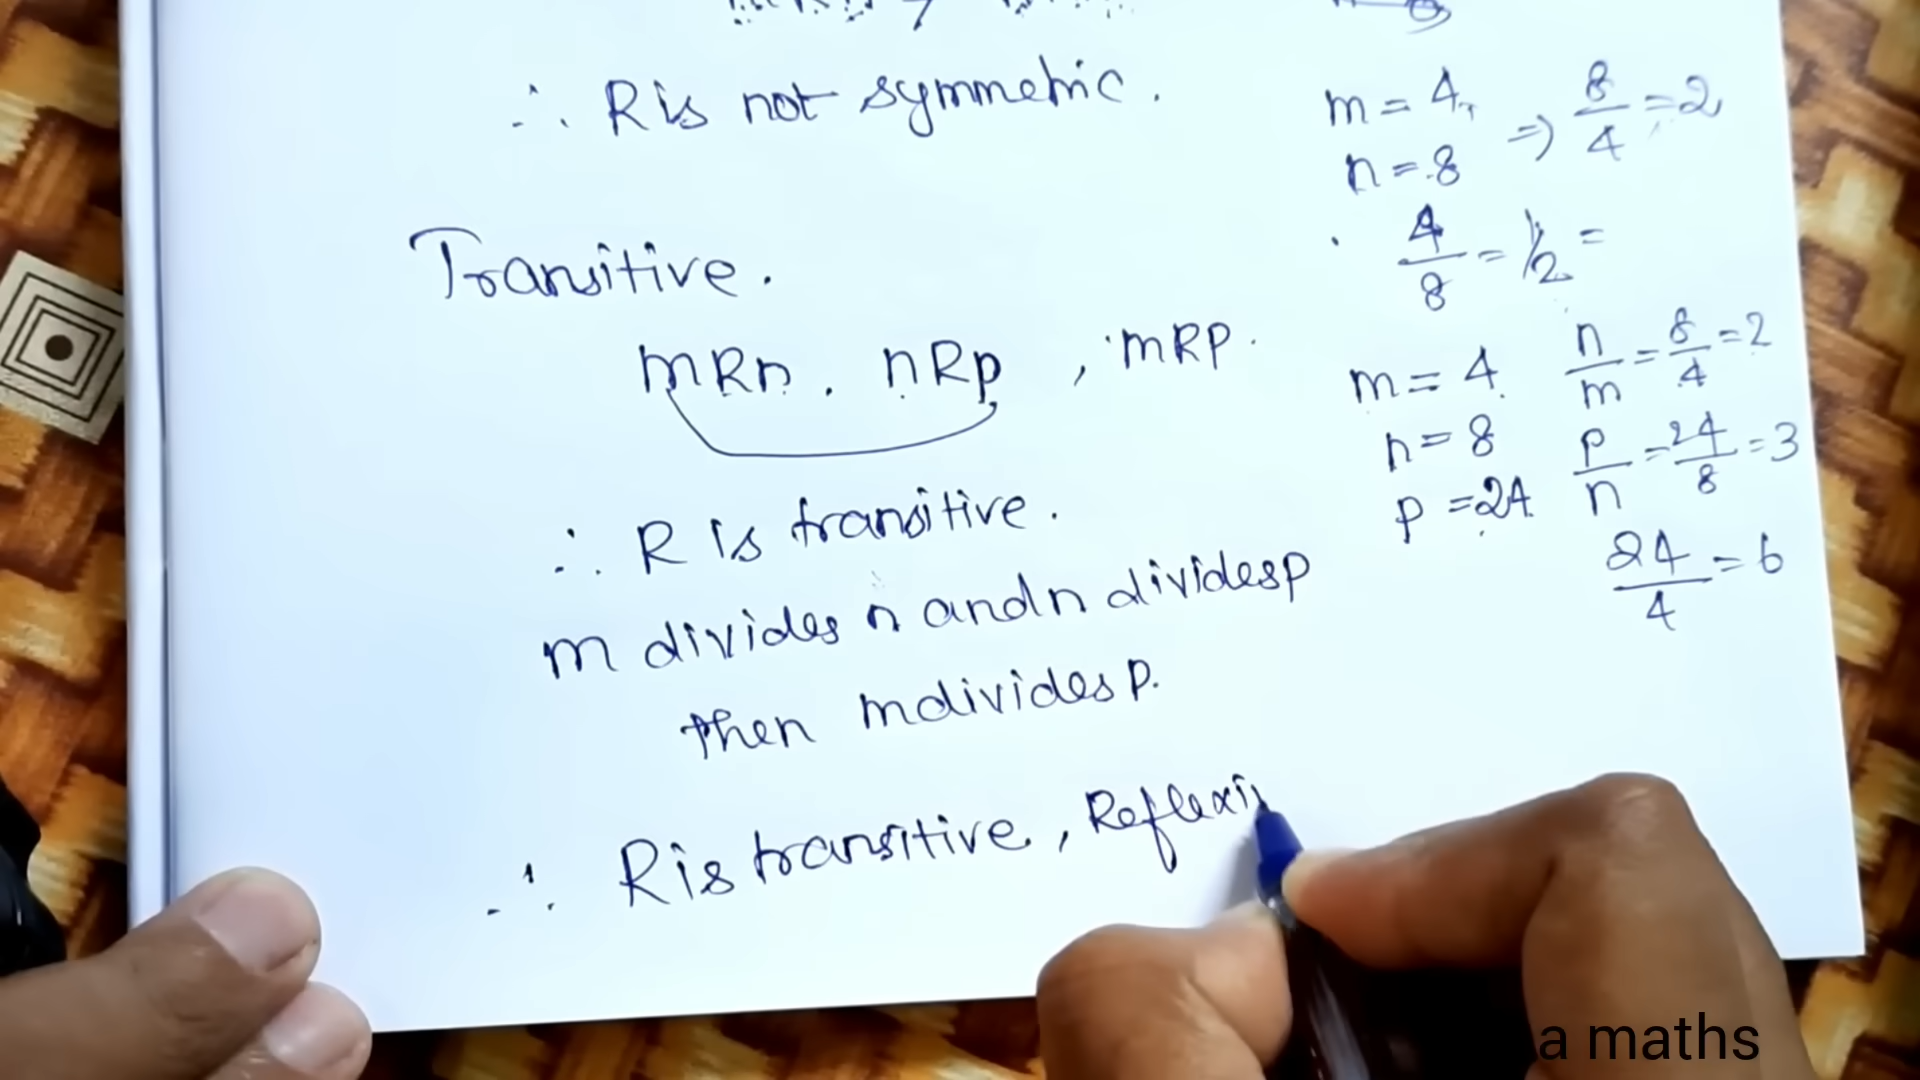 ∴ R is not symmetric.
m = 4,
n = 8
⇒ 8/4 = 2
4/8 = 1/2 =
Transitive.
mRn. nRp, mRp.
m = 4
n = 8
p = 24
n/m = 8/4 = 2
p/n = 24/8 = 3
24/4 = 6
∴ R is transitive.
m divides n and n divides p
then m divides p.
∴ R is transitive, Reflexi
a maths